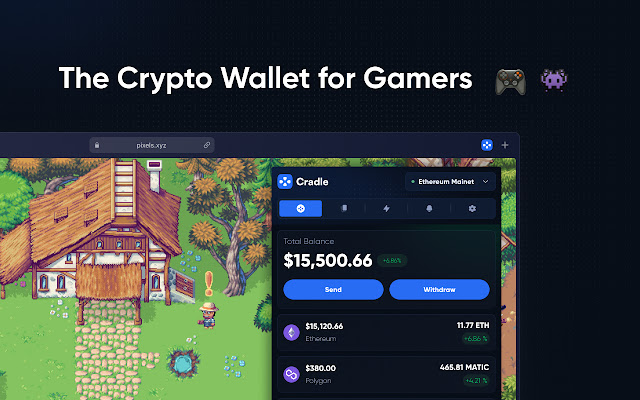 The Crypto Wallet for Gamers
pixels.xyz
Cradle
Ethereum Mainet
Total Balance
$15,500.66 +6.86%
Send Withdraw
$15,120.66 11.77 ETH
Ethereum +6.86 %
$380.00 465.81 MATIC
Polygon +4.21 %